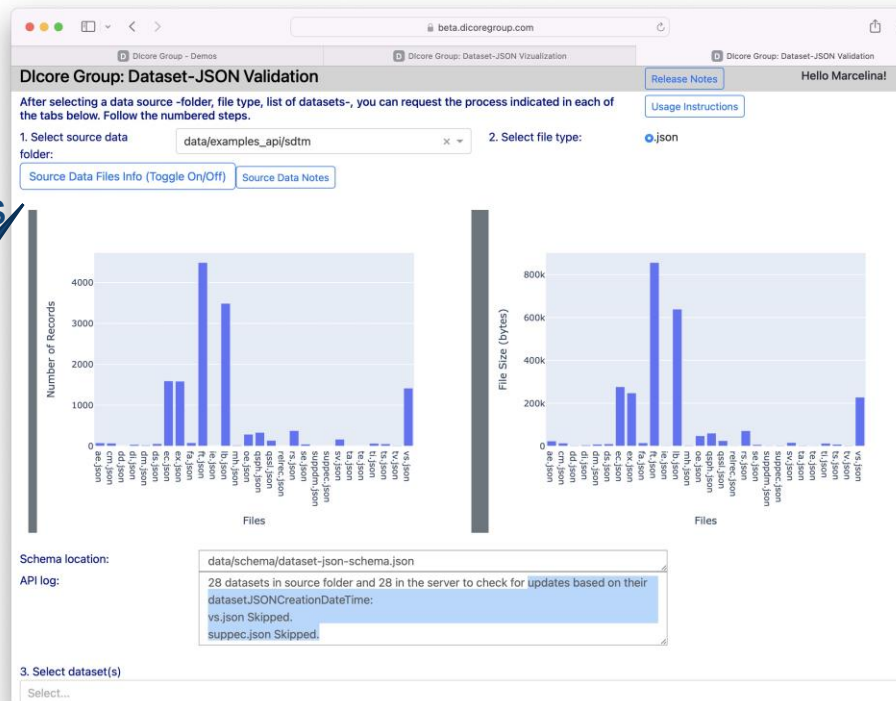 beta.dicoregroup.com
D DIcore Group - Demos
D DIcore Group: Dataset-JSON Vizualization
D DIcore Group: Dataset-JSON Validation
DIcore Group: Dataset-JSON Validation
Release Notes
Hello Marcelina!
After selecting a data source -folder, file type, list of datasets-, you can request the process indicated in each of
the tabs below. Follow the numbered steps.
Usage Instructions
1. Select source data
folder:
data/examples_api/sdtm
2. Select file type:
.json
Source Data Files Info (Toggle On/Off)
Source Data Notes
S
Number of Records
4000
3000
2000
1000
0
ae.json
cm.json
dd.json
di.json
dm.json
ds.json
ec.json
ex.json
fa.json
ft.json
ie.json
lb.json
mh.json
oe.json
qsph.json
qssl.json
relrec.json
rs.json
se.json
suppdm.json
suppec.json
sv.json
ta.json
te.json
ti.json
ts.json
tv.json
vs.json
Files
File Size (bytes)
800k
600k
400k
200k
0
ae.json
cm.json
dd.json
di.json
dm.json
ds.json
ec.json
ex.json
fa.json
ft.json
ie.json
lb.json
mh.json
oe.json
qsph.json
qssl.json
relrec.json
rs.json
se.json
suppdm.json
suppec.json
sv.json
ta.json
te.json
ti.json
ts.json
tv.json
vs.json
Files
Schema location:
data/schema/dataset-json-schema.json
API log:
28 datasets in source folder and 28 in the server to check for updates based on their
datasetJSONCreationDateTime:
vs.json Skipped.
suppec.json Skipped.
3. Select dataset(s)
Select...